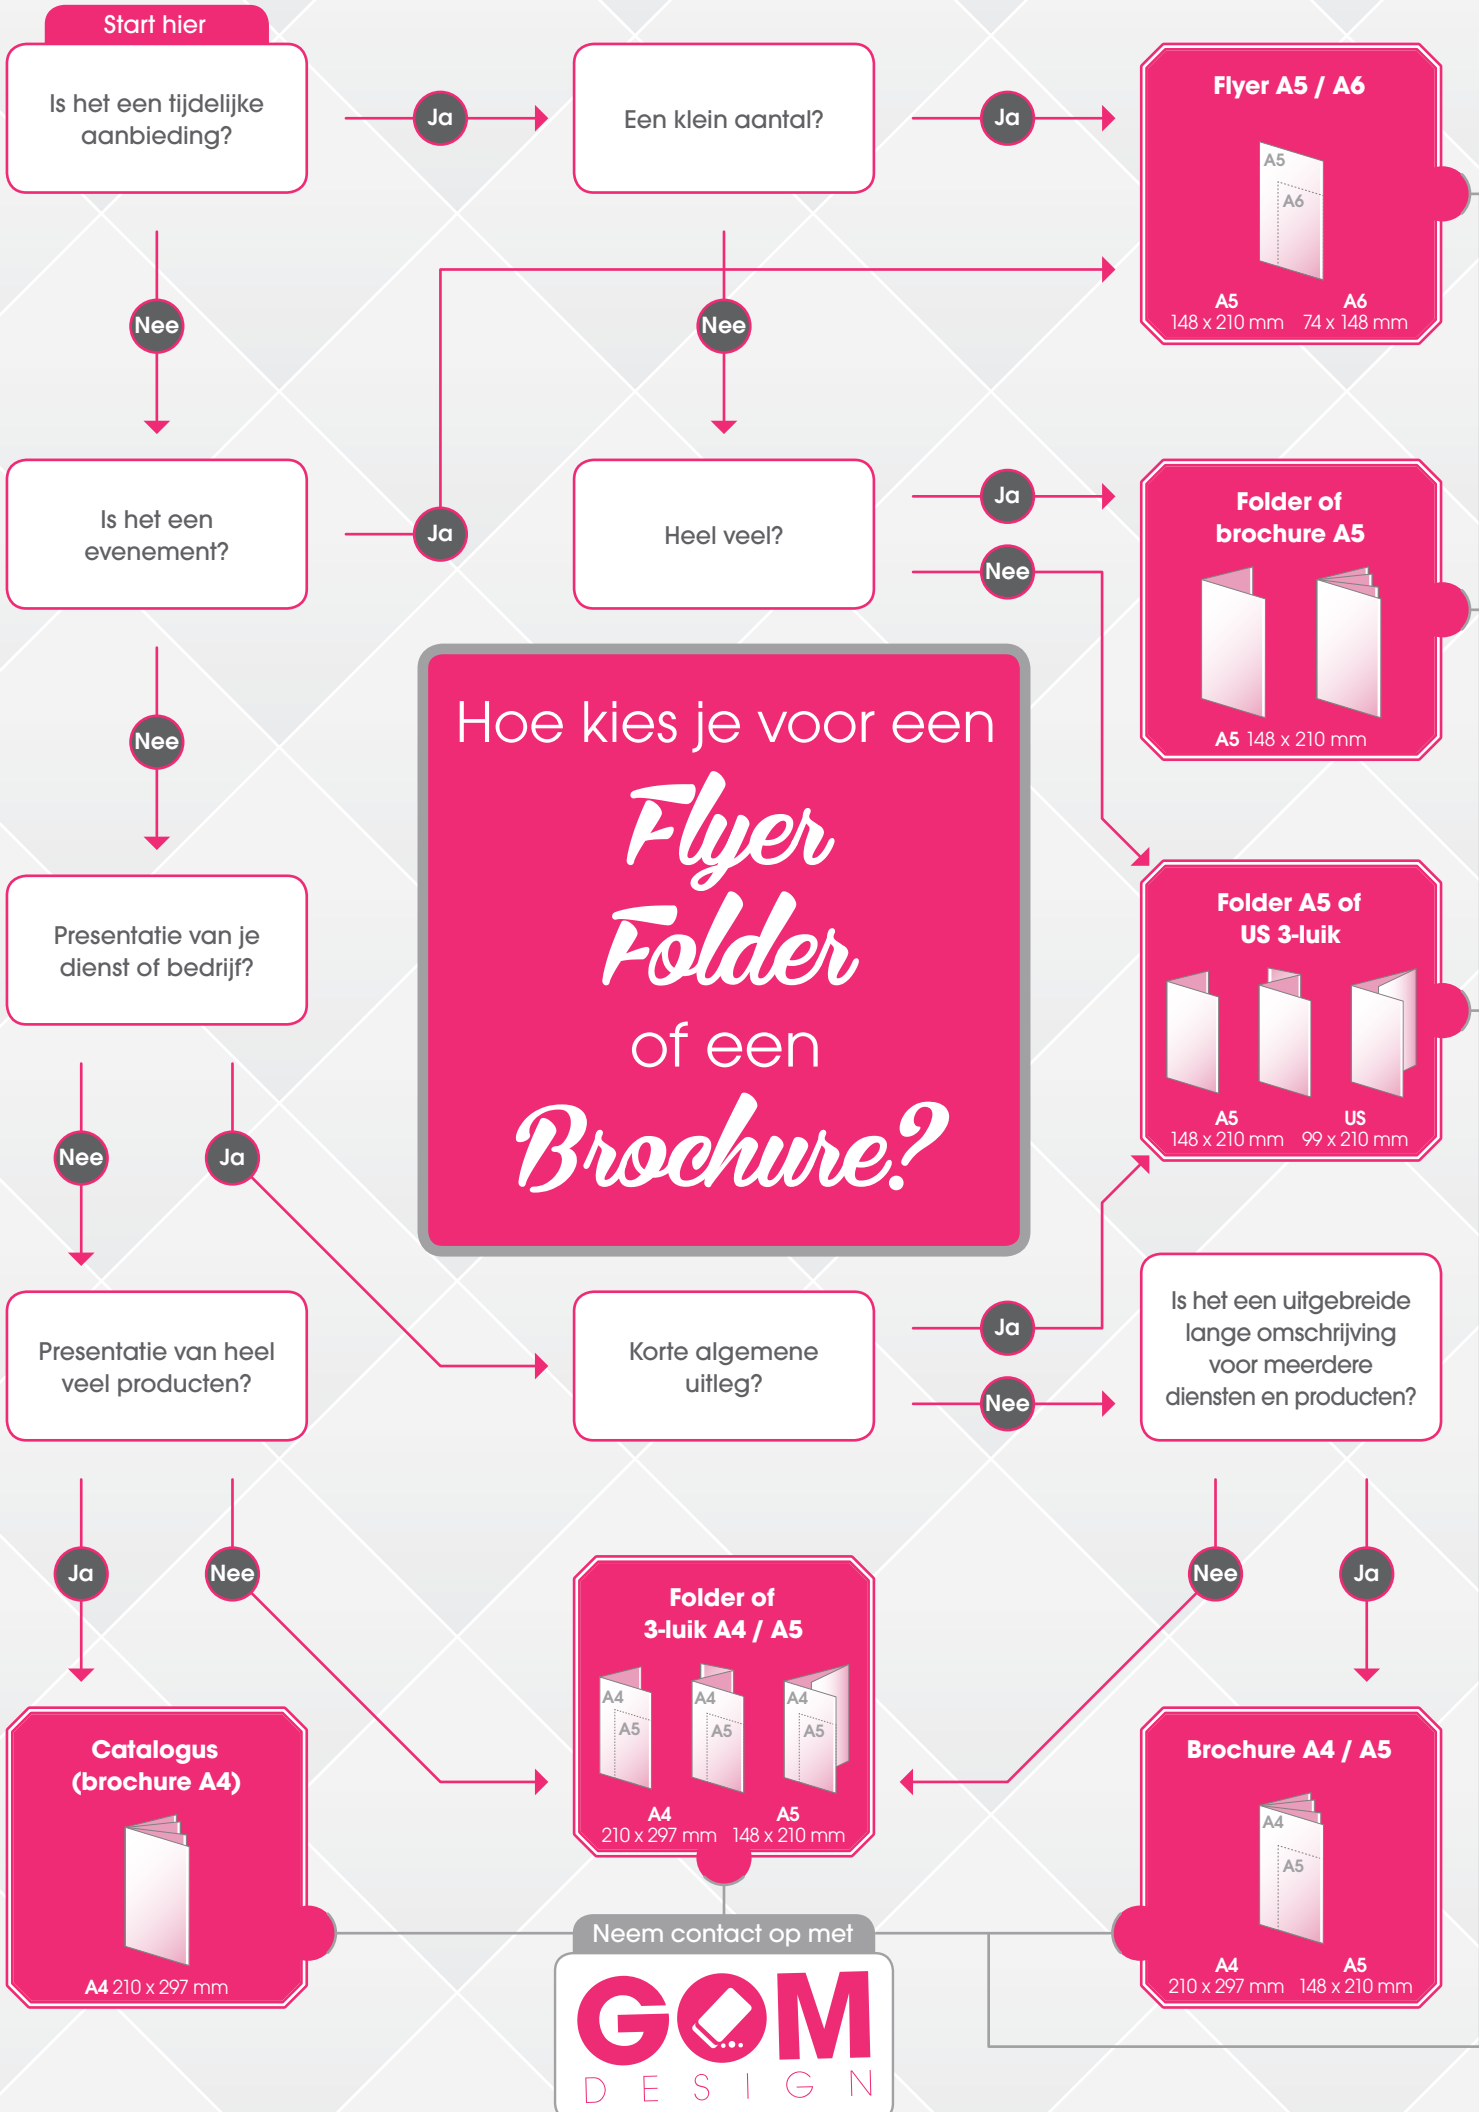 Start hier
Is het een tijdelijke
aanbieding?
Ja
Een klein aantal?
Ja
Flyer A5 / A6
A5
A6
A5 A6
148 x 210 mm 74 x 148 mm
Nee
Nee
Is het een
evenement?
Ja
Heel veel?
Ja
Nee
Folder of
brochure A5
A5 148 x 210 mm
Nee
Hoe kies je voor een
Flyer
Folder
of een
Brochure?
Presentatie van je
dienst of bedrijf?
Folder A5 of
US 3-luik
A5 US
148 x 210 mm 99 x 210 mm
Nee
Ja
Presentatie van heel
veel producten?
Korte algemene
uitleg?
Ja
Nee
Is het een uitgebreide
lange omschrijving
voor meerdere
diensten en producten?
Ja
Nee
Nee
Ja
Folder of
3-luik A4 / A5
A4 A4 A4
A5 A5 A5
A4 A5
210 x 297 mm 148 x 210 mm
Catalogus
(brochure A4)
A4 210 x 297 mm
Brochure A4 / A5
A4
A5
A4 A5
210 x 297 mm 148 x 210 mm
Neem contact op met
GOM
DESIGN